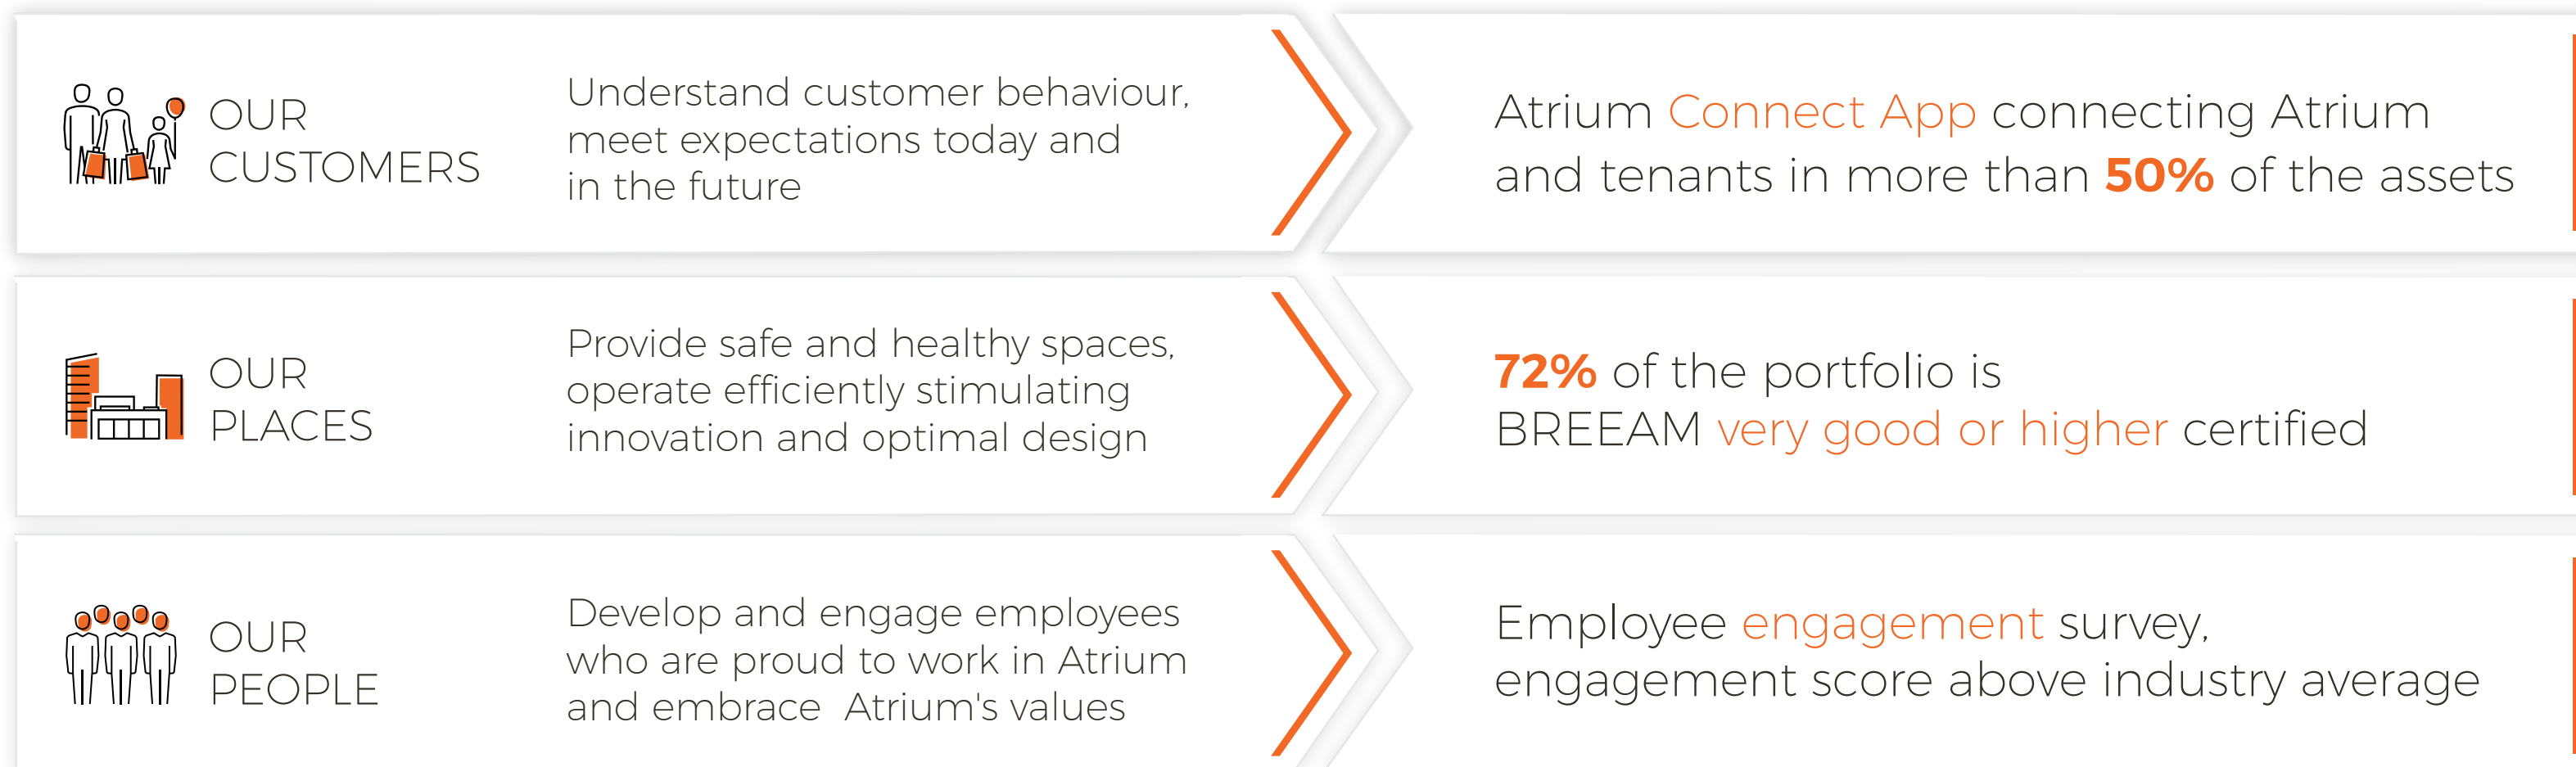 OUR
CUSTOMERS
Understand customer behaviour,
meet expectations today and
in the future
Atrium Connect App connecting Atrium
and tenants in more than 50% of the assets
OUR
PLACES
Provide safe and healthy spaces,
operate efficiently stimulating
innovation and optimal design
72% of the portfolio is
BREEAM very good or higher certified
OUR
PEOPLE
Develop and engage employees
who are proud to work in Atrium
and embrace  Atrium's values
Employee engagement survey,
engagement score above industry average